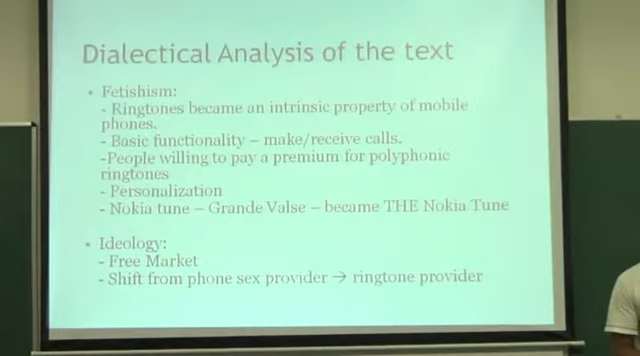 Dialectical Analysis of the text
• Fetishism:
- Ringtones became an intrinsic property of mobile
phones.
- Basic functionality – make/receive calls.
-People willing to pay a premium for polyphonic
ringtones
- Personalization
- Nokia tune – Grande Valse – became THE Nokia Tune
• Ideology:
- Free Market
- Shift from phone sex provider → ringtone provider